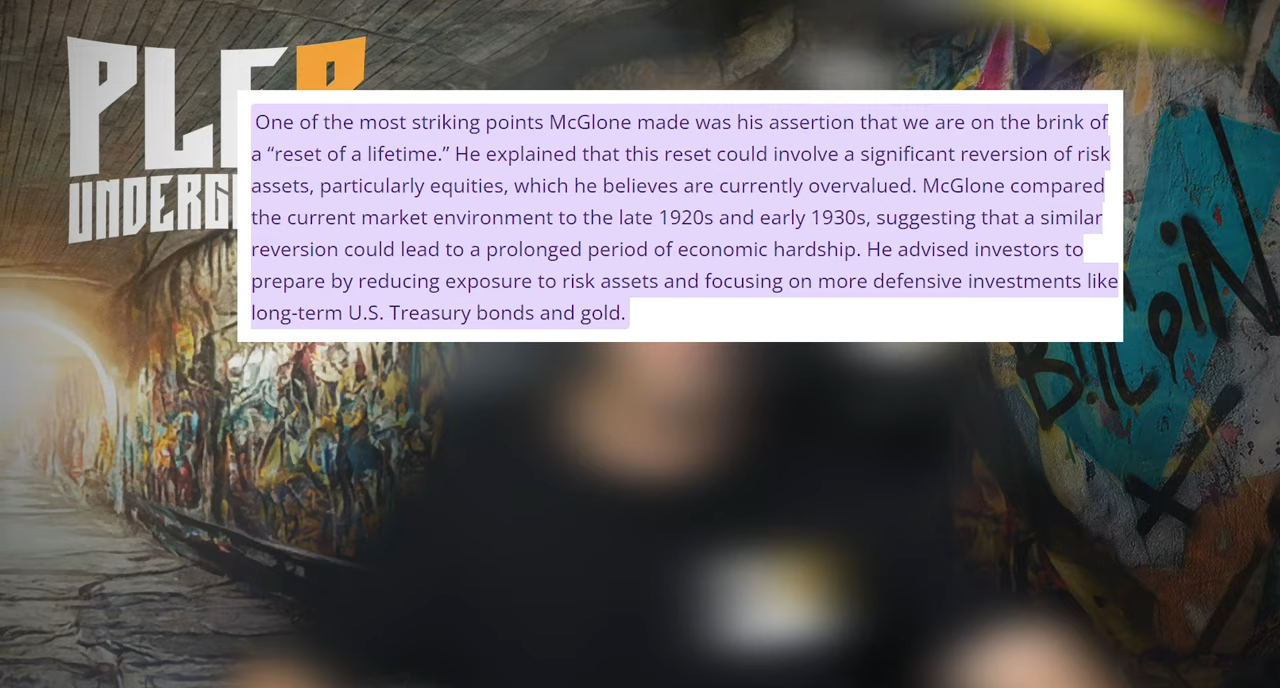 PLEB
UNDERG
One of the most striking points McGlone made was his assertion that we are on the brink of
a “reset of a lifetime.” He explained that this reset could involve a significant reversion of risk
assets, particularly equities, which he believes are currently overvalued. McGlone compared
the current market environment to the late 1920s and early 1930s, suggesting that a similar
reversion could lead to a prolonged period of economic hardship. He advised investors to
prepare by reducing exposure to risk assets and focusing on more defensive investments like
long-term U.S. Treasury bonds and gold.
BiTCoiN